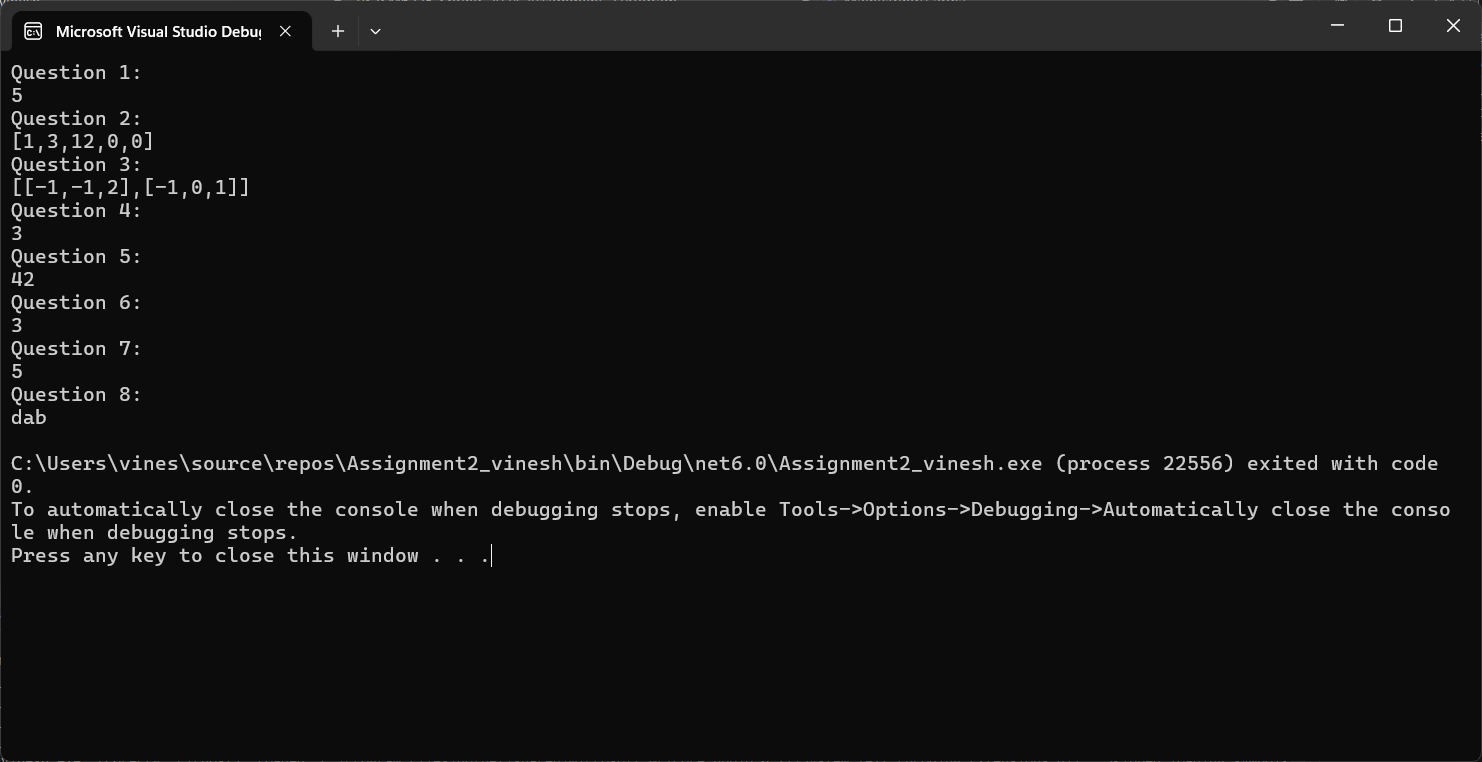 Microsoft Visual Studio Debu
Question 1:
5
Question 2:
[1,3,12,0,0]
Question 3:
[[-1,-1,2],[-1,0,1]]
Question 4:
3
Question 5:
42
Question 6:
3
Question 7:
5
Question 8:
dab
C:\Users\vines\source\repos\Assignment2_vinesh\bin\Debug\net6.0\Assignment2_vinesh.exe (process 22556) exited with code
0.
To automatically close the console when debugging stops, enable Tools->Options->Debugging->Automatically close the conso
le when debugging stops.
Press any key to close this window . . .